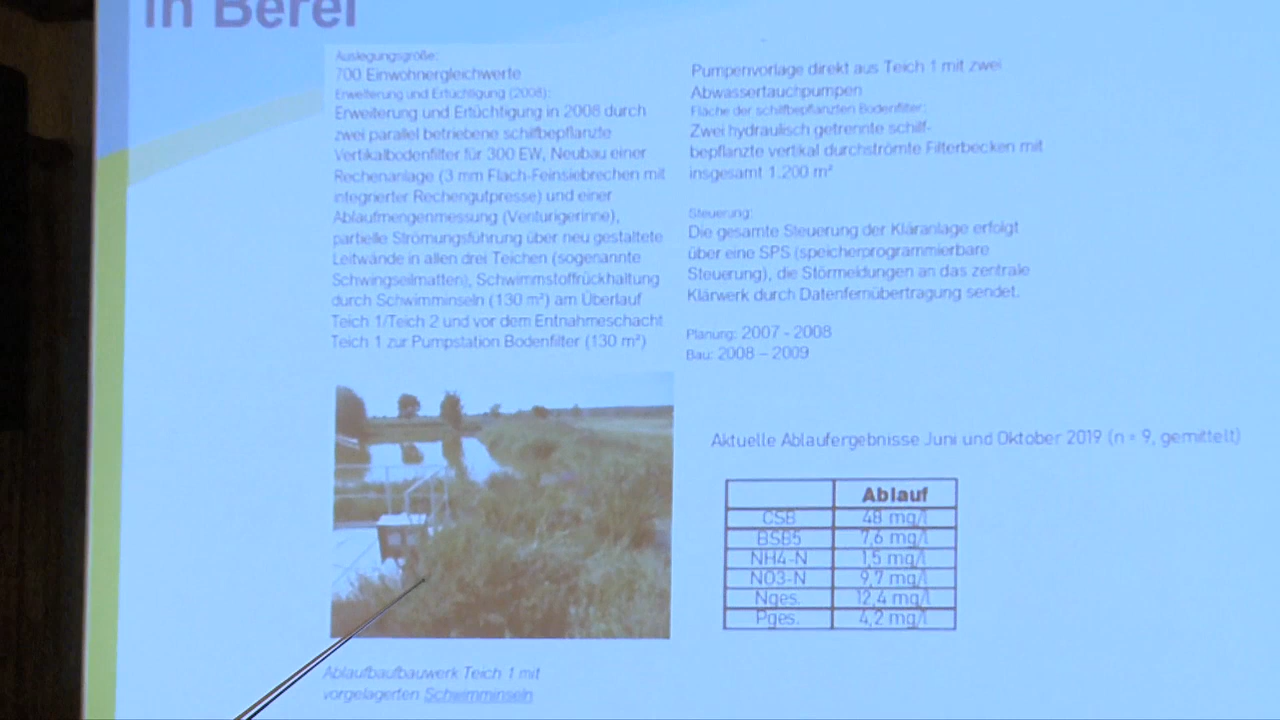 in Berel
Auslegungsgröße:
700 Einwohnergleichwerte
Erweiterung und Ertüchtigung (2008):
Erweiterung und Ertüchtigung in 2008 durch
zwei parallel betriebene schilfbepflanzte
Vertikalbodenfilter für 300 EW, Neubau einer
Rechenanlage (3 mm Flach-Feinsiebrechen mit
integrierter Rechengutpresse) und einer
Ablaufmengenmessung (Venturigerinne),
partielle Strömungsführung über neu gestaltete
Leitwände in allen drei Teichen (sogenannte
Schwingseilmatten), Schwimmstoffrückhaltung
durch Schwimminseln (130 m²) am Überlauf
Teich 1/Teich 2 und vor dem Entnahmeschacht
Teich 1 zur Pumpstation Bodenfilter (130 m²)
Pumpenvorlage direkt aus Teich 1 mit zwei
Abwassertauchpumpen
Fläche der schilfbepflanzten Bodenfilter:
Zwei hydraulisch getrennte schilf-
bepflanzte vertikal durchströmte Filterbecken mit
insgesamt 1.200 m²
Steuerung:
Die gesamte Steuerung der Kläranlage erfolgt
über eine SPS (speicherprogrammierbare
Steuerung), die Störmeldungen an das zentrale
Klärwerk durch Datenfernübertragung sendet.
Planung: 2007 - 2008
Bau: 2008 – 2009
Aktuelle Ablaufergebnisse Juni und Oktober 2019 (n = 9, gemittelt)
Ablauf
CSB 48 mg/l
BSB5 7,6 mg/l
NH4-N 1,5 mg/l
NO3-N 9,7 mg/l
Nges. 12,4 mg/l
Pges. 4,2 mg/l
Ablaufbaufbauwerk Teich 1 mit
vorgelagerten Schwimminseln